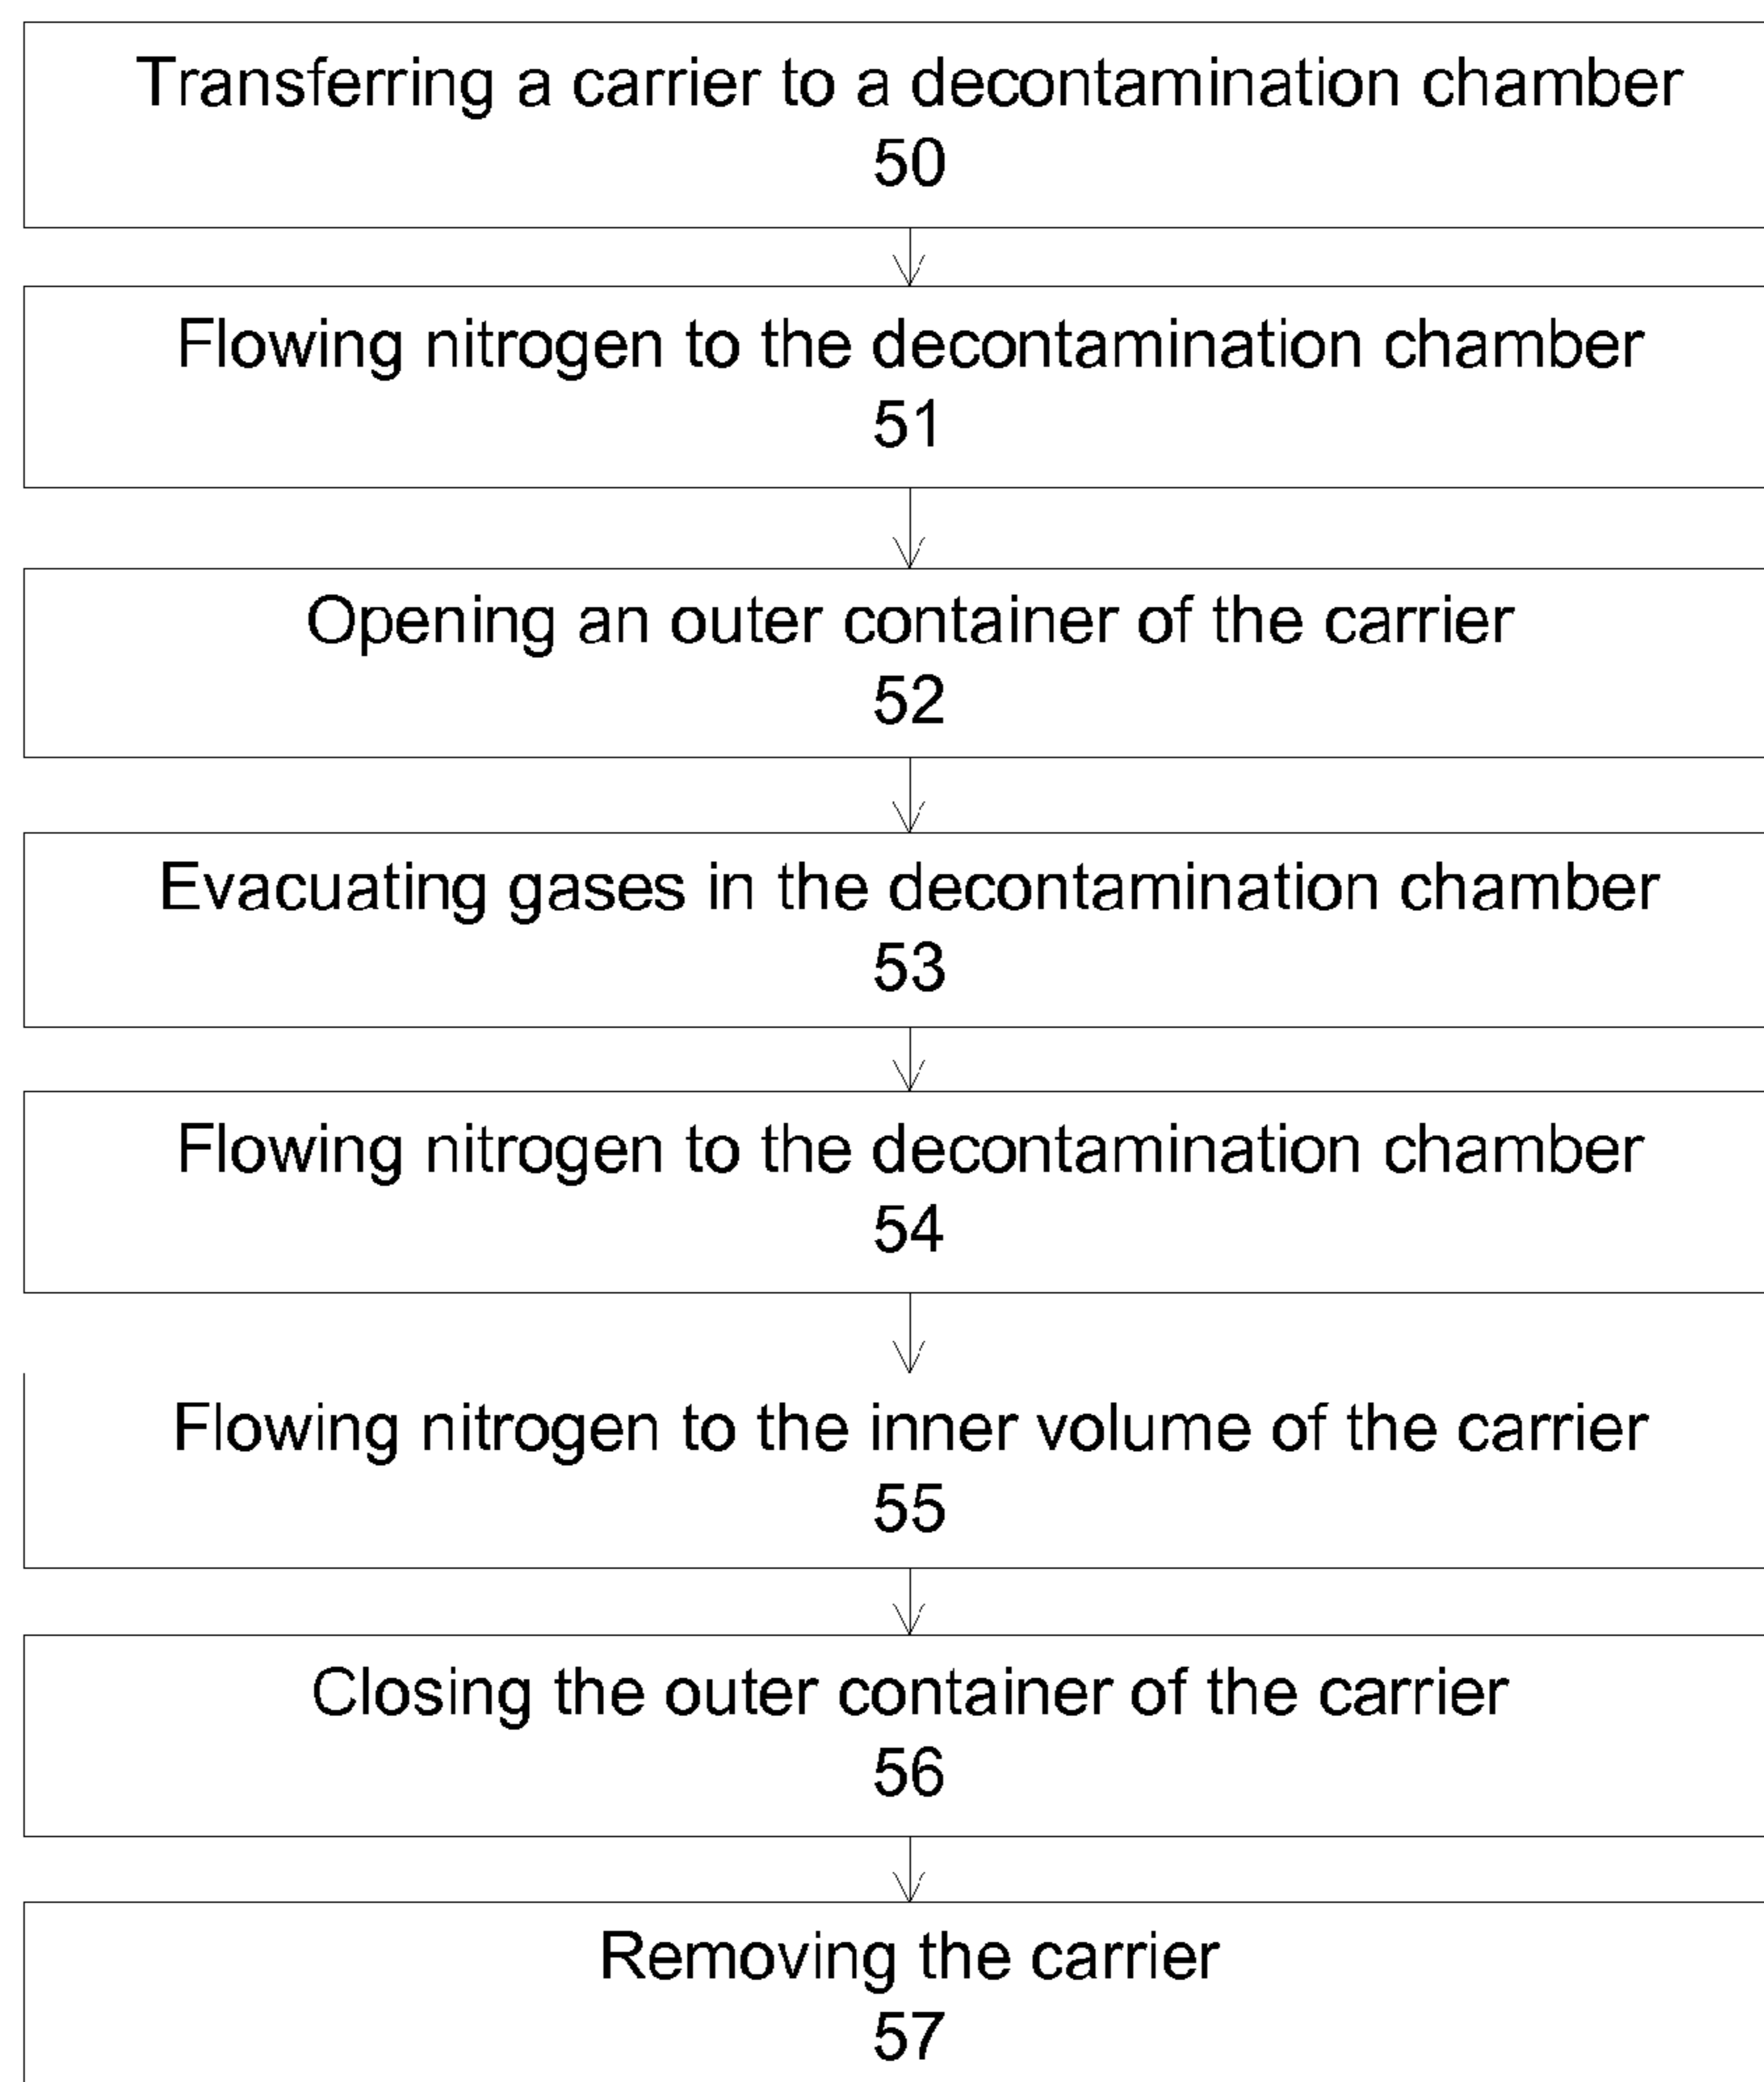 Transferring a carrier to a decontamination chamber
50
Flowing nitrogen to the decontamination chamber
51
Opening an outer container of the carrier
52
Evacuating gases in the decontamination chamber
53
Flowing nitrogen to the decontamination chamber
54
Flowing nitrogen to the inner volume of the carrier
55
Closing the outer container of the carrier
56
Removing the carrier
57